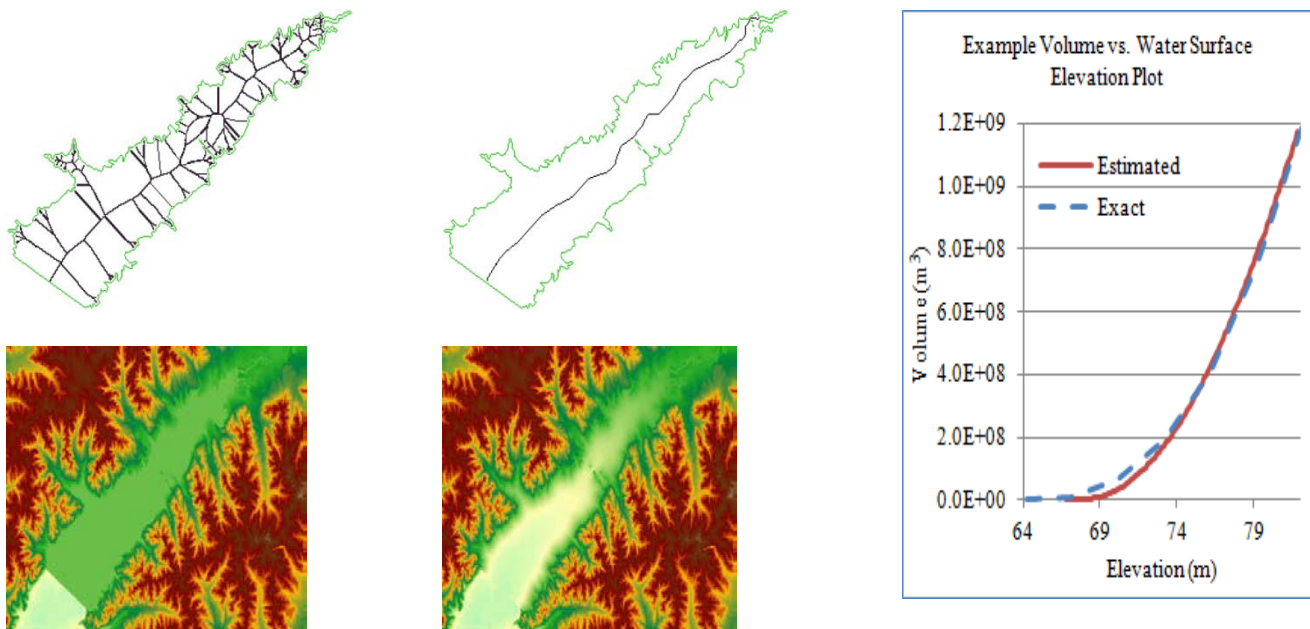 Example Volume vs. Water Surface
Elevation Plot
1.2E+09
1.0E+09
8.0E+08
6.0E+08
4.0E+08
2.0E+08
0.0E+00
Estimated
Exact
Volume (m³)
64 69 74 79
Elevation (m)